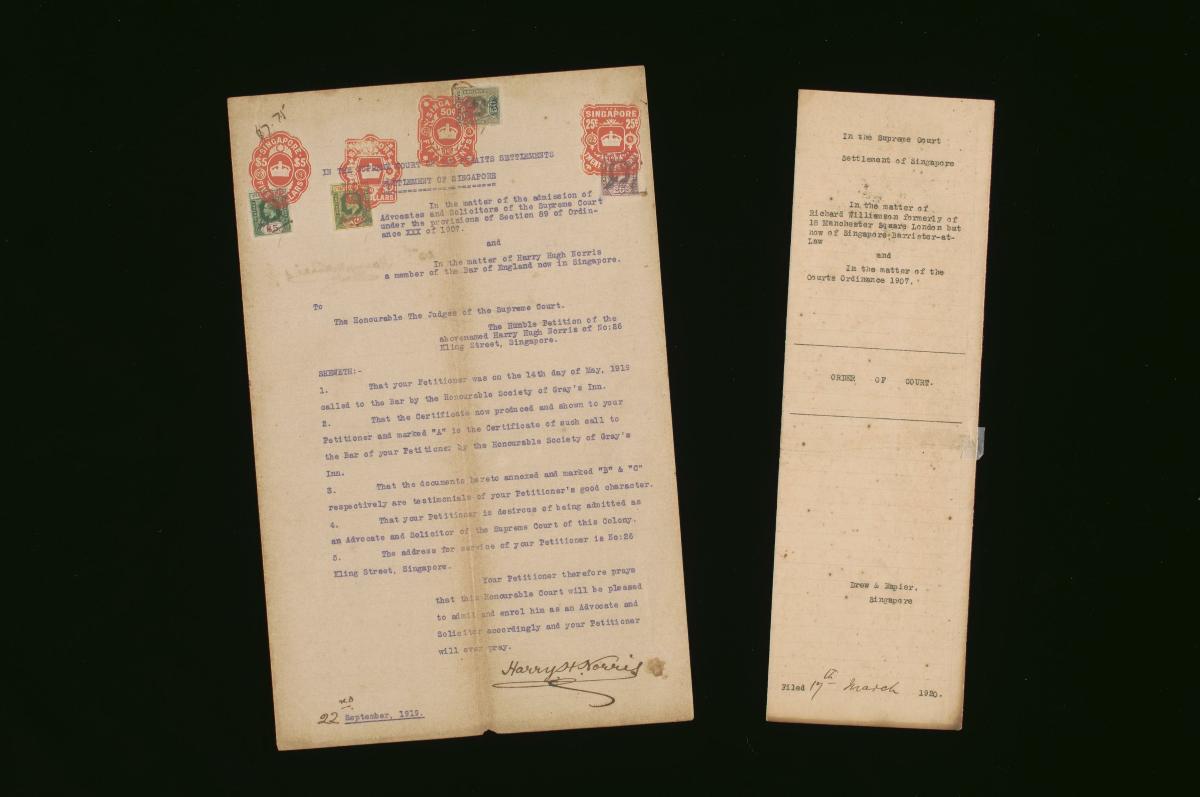 87.75
SINGAPORE
$5 $5
DOLLARS
SINGAPORE
50c
CENTS
SINGAPORE
25c 25c
IN THE SUPREME COURT STRAITS SETTLEMENTS
SETTLEMENT OF SINGAPORE
In the matter of the admission of
Advocates and Solicitors of the Supreme Court
under the provisions of Section 89 of Ordin-
ance XXX of 1907.
and
In the matter of Harry Hugh Norris
a member of the Bar of England now in Singapore.
To
The Honourable The Judges of the Supreme Court.
The Humble Petition of the
abovenamed Harry Hugh Norris of No:26
Kling Street, Singapore.
SHEWETH:-
1. That your Petitioner was on the 14th day of May, 1919
called to the Bar by the Honourable Society of Gray's Inn.
2. That the Certificate now produced and shown to your
Petitioner and marked "A" is the Certificate of such call to
the Bar of your Petitioner by the Honourable Society of Gray's
Inn.
3. That the documents hereto annexed and marked "B" & "C"
respectively are testimonials of your Petitioner's good character.
4. That your Petitioner is desirous of being admitted as
an Advocate and Solicitor of the Supreme Court of this Colony.
5. The address for service of your Petitioner is No:26
Kling Street, Singapore.
Your Petitioner therefore prays
that this Honourable Court will be pleased
to admit and enrol him as an Advocate and
Solicitor accordingly and your Petitioner
will ever pray.
Harry H. Norris
22nd September, 1919.
In the Supreme Court
Settlement of Singapore
In the matter of
Richard Williamson formerly of
18 Manchester Square London but
now of Singapore Barrister-at-
Law
and
In the matter of the
Courts Ordinance 1907.
ORDER OF COURT.
Drew & Napier,
Singapore
Filed 17th March 1920.